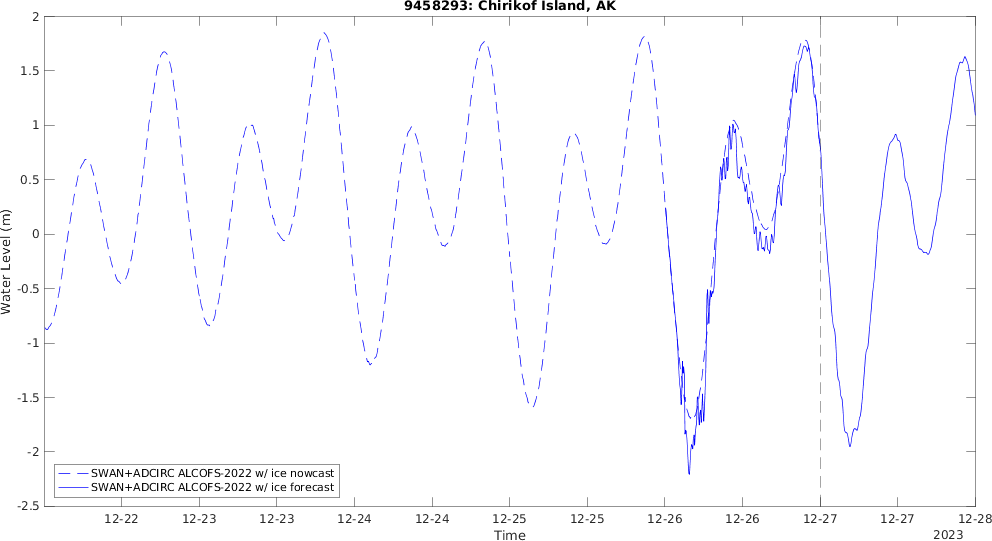 9458293: Chirikof Island, AK
Water Level (m)
2
1.5
1
0.5
0
-0.5
-1
-1.5
-2
-2.5
SWAN+ADCIRC ALCOFS-2022 w/ ice nowcast
SWAN+ADCIRC ALCOFS-2022 w/ ice forecast
12-22 12-23 12-23 12-24 12-24 12-25 12-25 12-26 12-26 12-27 12-27 12-28
Time
2023